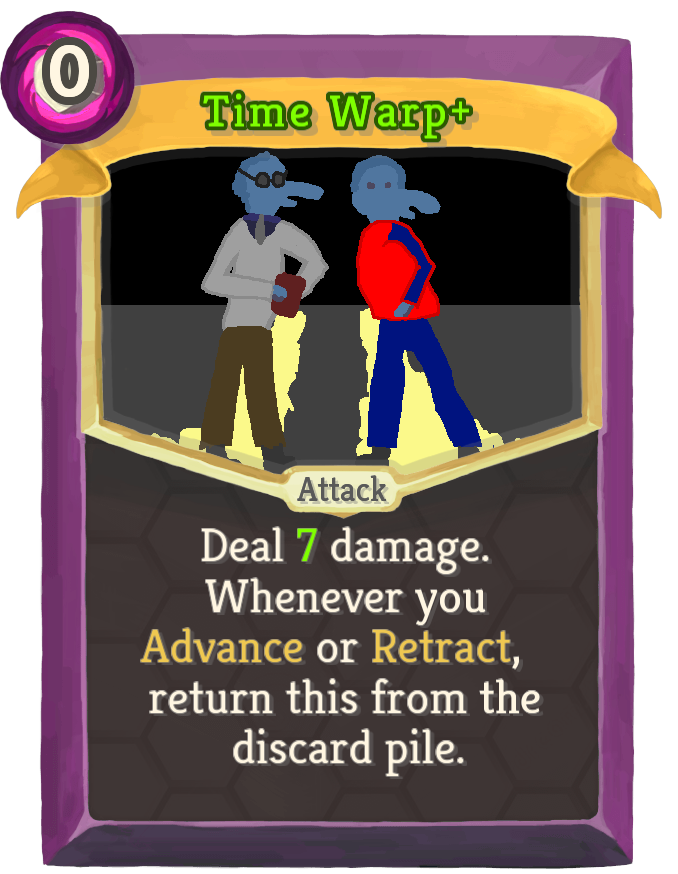 0
Time Warp+
Attack
Deal 7 damage.
Whenever you
Advance or Retract,
return this from the
discard pile.